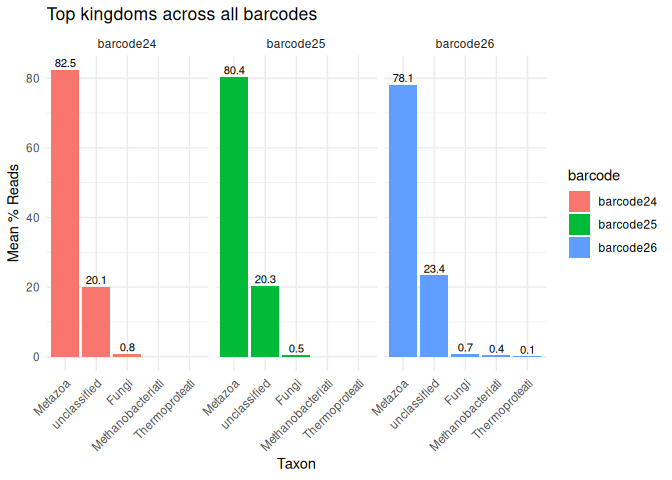 Top kingdoms across all barcodes
barcode24
barcode25
barcode26
82.5
20.1
0.8
80.4
20.3
0.5
78.1
23.4
0.7
0.4
0.1
80
60
40
20
0
Mean % Reads
Metazoa
unclassified
Fungi
Methanobacteriati
Thermoproteati
Metazoa
unclassified
Fungi
Methanobacteriati
Thermoproteati
Metazoa
unclassified
Fungi
Methanobacteriati
Thermoproteati
Taxon
barcode
barcode24
barcode25
barcode26